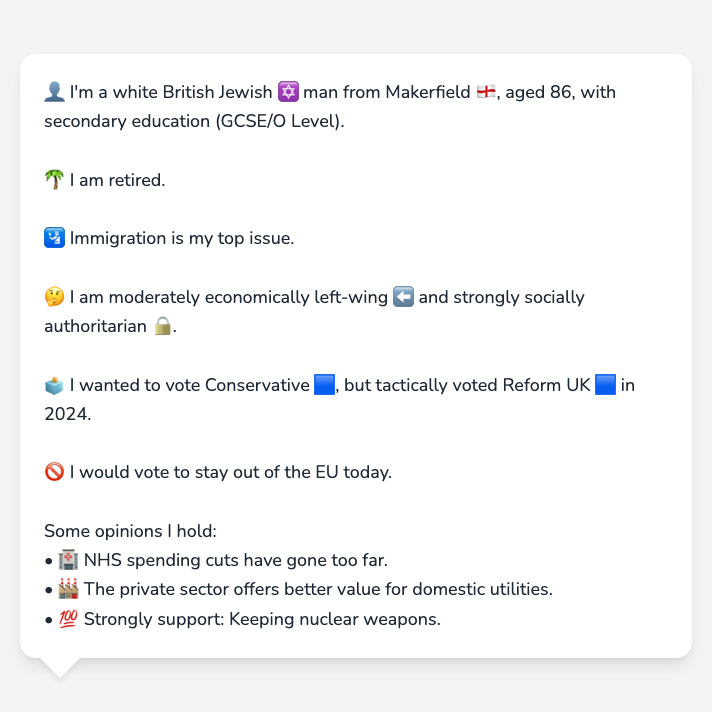 👤 I'm a white British Jewish ✡️ man from Makerfield 🏴󠁧󠁢󠁥󠁮󠁧󠁿, aged 86, with
secondary education (GCSE/O Level).
🌴 I am retired.
🛂 Immigration is my top issue.
🤔 I am moderately economically left-wing ⬅️ and strongly socially
authoritarian 🔒.
🗳️ I wanted to vote Conservative 🟦, but tactically voted Reform UK 🟦 in
2024.
🚫 I would vote to stay out of the EU today.
Some opinions I hold:
• 🏥 NHS spending cuts have gone too far.
• 🏭 The private sector offers better value for domestic utilities.
• 💯 Strongly support: Keeping nuclear weapons.